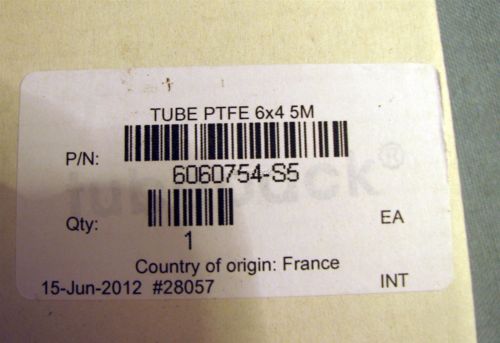 TUBE PTFE 6x4 5M
P/N:
6060754-S5
Qty:
1
EA
Country of origin: France
15-Jun-2012 #28057
INT